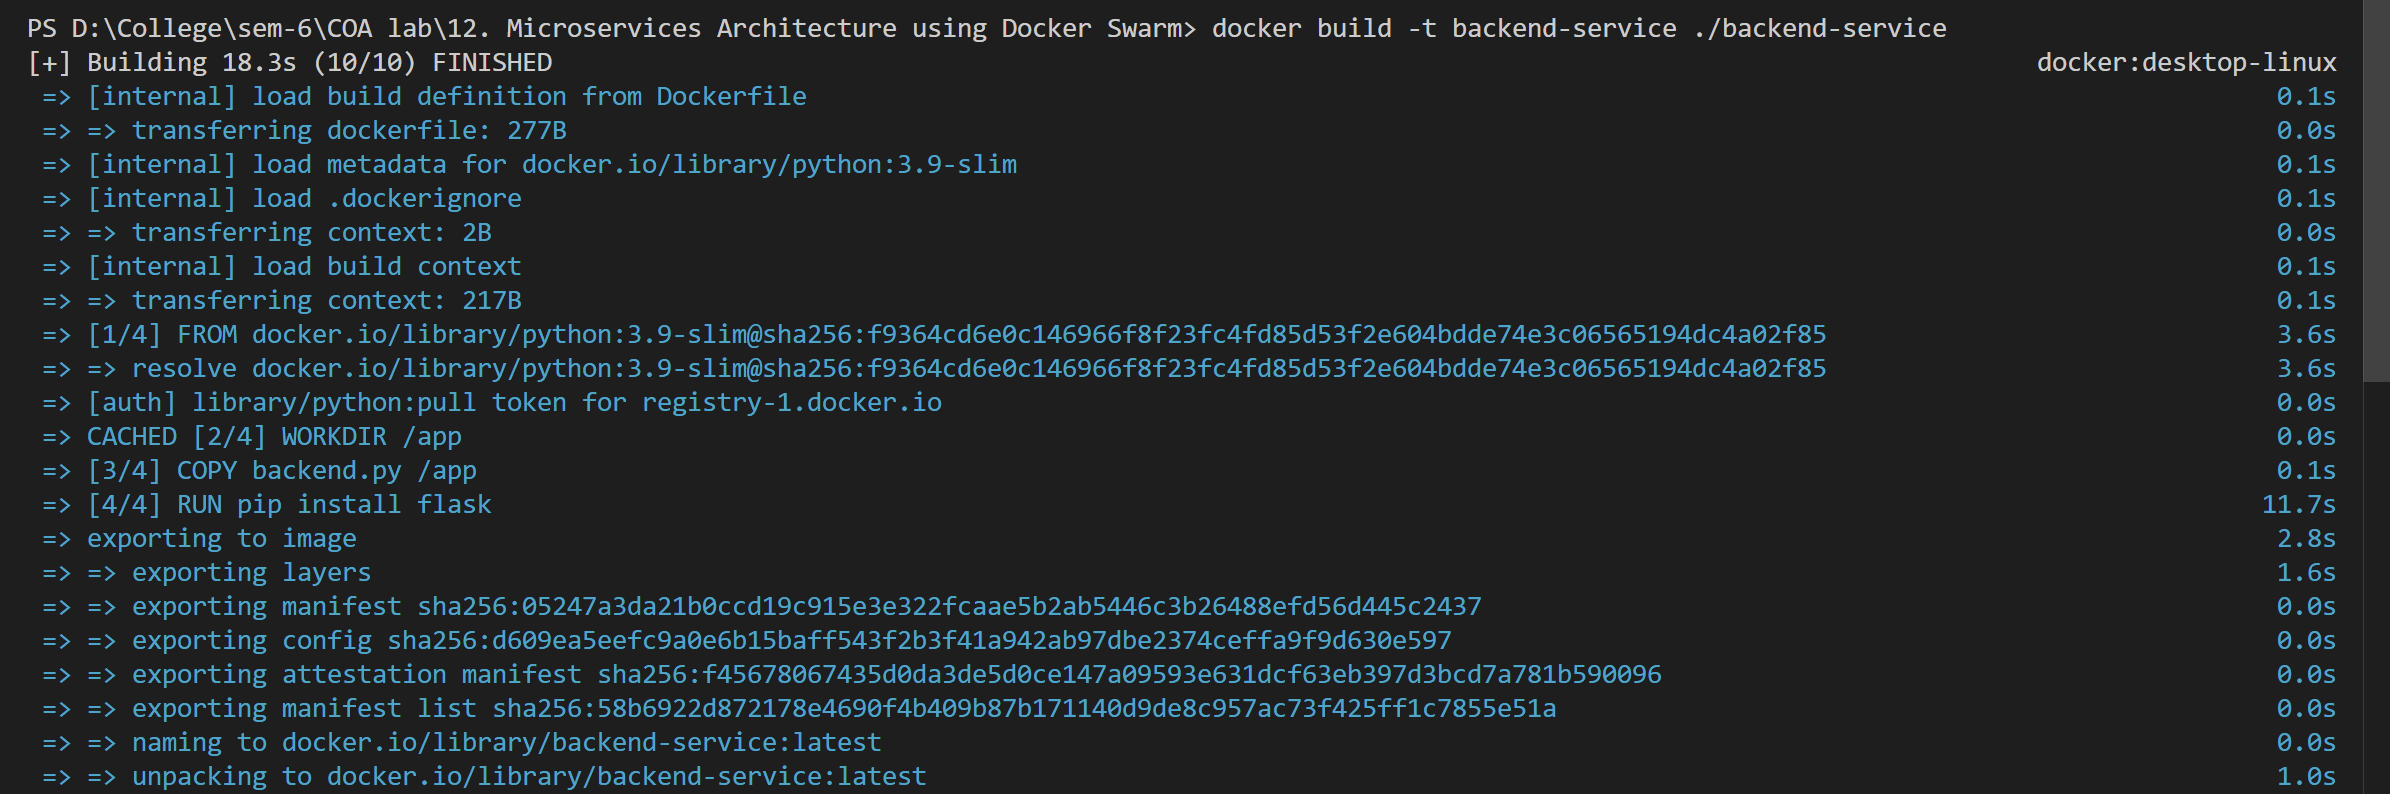 PS D:\College\sem-6\COA lab\12. Microservices Architecture using Docker Swarm> docker build -t backend-service ./backend-service
[+] Building 18.3s (10/10) FINISHED docker:desktop-linux
=> [internal] load build definition from Dockerfile 0.1s
=> => transferring dockerfile: 277B 0.0s
=> [internal] load metadata for docker.io/library/python:3.9-slim 0.1s
=> [internal] load .dockerignore 0.1s
=> => transferring context: 2B 0.0s
=> [internal] load build context 0.1s
=> => transferring context: 217B 0.1s
=> [1/4] FROM docker.io/library/python:3.9-slim@sha256:f9364cd6e0c146966f8f23fc4fd85d53f2e604bdde74e3c06565194dc4a02f85 3.6s
=> => resolve docker.io/library/python:3.9-slim@sha256:f9364cd6e0c146966f8f23fc4fd85d53f2e604bdde74e3c06565194dc4a02f85 3.6s
=> [auth] library/python:pull token for registry-1.docker.io 0.0s
=> CACHED [2/4] WORKDIR /app 0.0s
=> [3/4] COPY backend.py /app 0.1s
=> [4/4] RUN pip install flask 11.7s
=> exporting to image 2.8s
=> => exporting layers 1.6s
=> => exporting manifest sha256:05247a3da21b0ccd19c915e3e322fcaae5b2ab5446c3b26488efd56d445c2437 0.0s
=> => exporting config sha256:d609ea5eefc9a0e6b15baff543f2b3f41a942ab97dbe2374ceffa9f9d630e597 0.0s
=> => exporting attestation manifest sha256:f45678067435d0da3de5d0ce147a09593e631dcf63eb397d3bcd7a781b590096 0.0s
=> => exporting manifest list sha256:58b6922d872178e4690f4b409b87b171140d9de8c957ac73f425ff1c7855e51a 0.0s
=> => naming to docker.io/library/backend-service:latest 0.0s
=> => unpacking to docker.io/library/backend-service:latest 1.0s